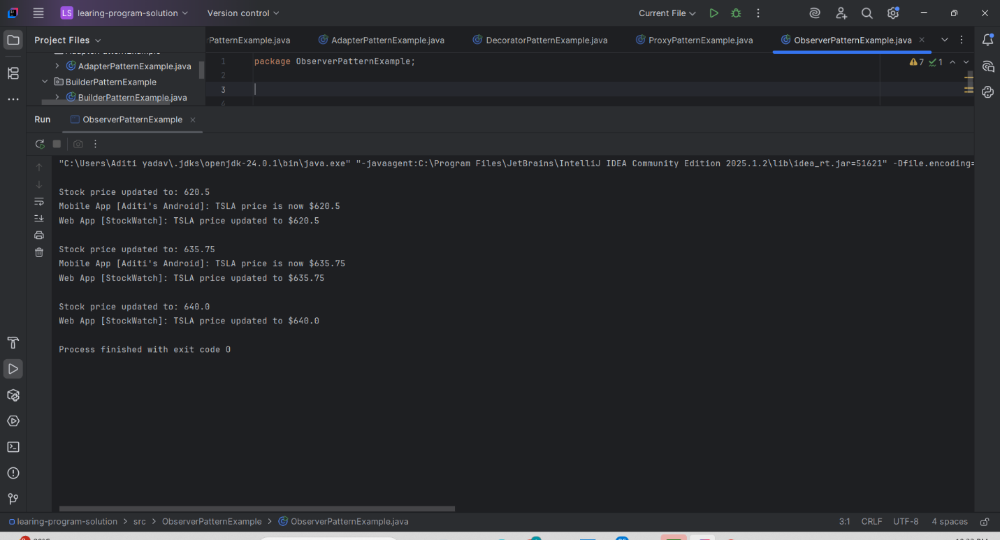 LS learing-program-solution Version control Current File
Project Files
PatternExample.java AdapterPatternExample.java DecoratorPatternExample.java ProxyPatternExample.java ObserverPatternExample.java
AdapterPatternExample
AdapterPatternExample.java
BuilderPatternExample
BuilderPatternExample.java
1 package ObserverPatternExample; 7 1
2
3
4
Run ObserverPatternExample
"C:\Users\Aditi yadav\.jdks\openjdk-24.0.1\bin\java.exe" "-javaagent:C:\Program Files\JetBrains\IntelliJ IDEA Community Edition 2025.1.2\lib\idea_rt.jar=51621" -Dfile.encoding=
Stock price updated to: 620.5
Mobile App [Aditi's Android]: TSLA price is now $620.5
Web App [StockWatch]: TSLA price updated to $620.5
Stock price updated to: 635.75
Mobile App [Aditi's Android]: TSLA price is now $635.75
Web App [StockWatch]: TSLA price updated to $635.75
Stock price updated to: 640.0
Web App [StockWatch]: TSLA price updated to $640.0
Process finished with exit code 0
learing-program-solution > src > ObserverPatternExample > ObserverPatternExample.java 3:1 CRLF UTF-8 4 spaces